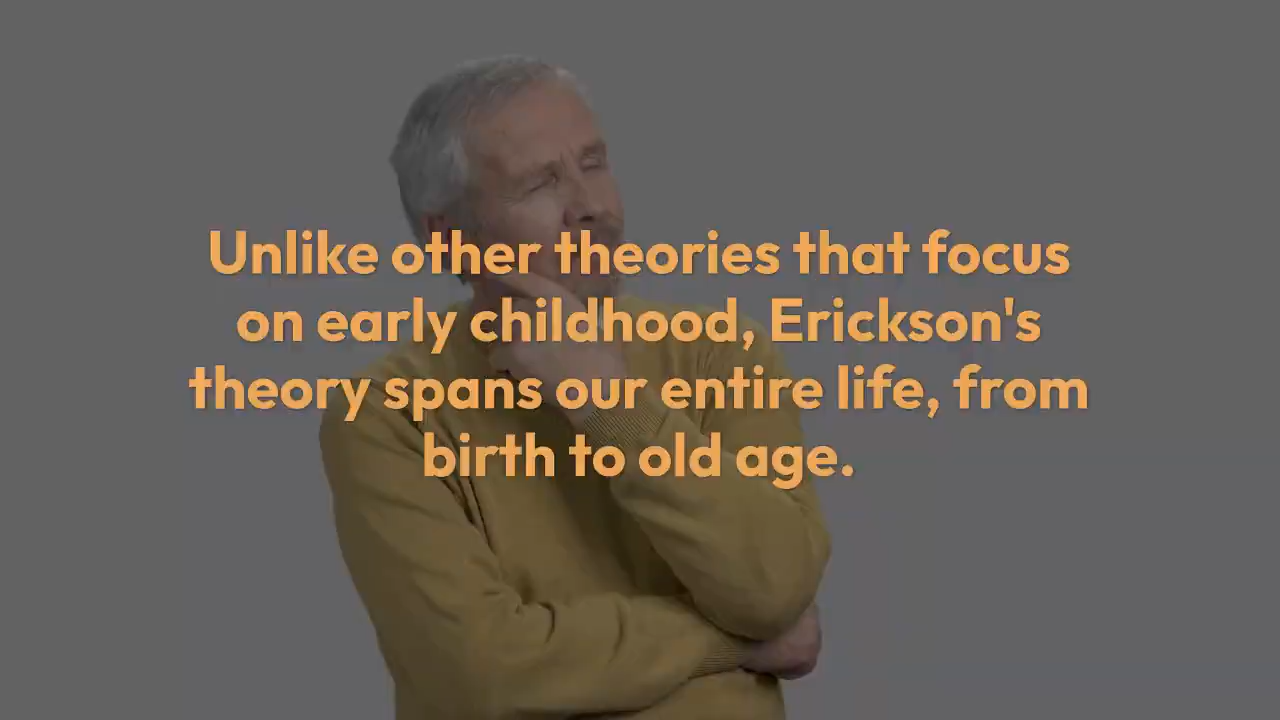 Unlike other theories that focus
on early childhood, Erickson's
theory spans our entire life, from
birth to old age.